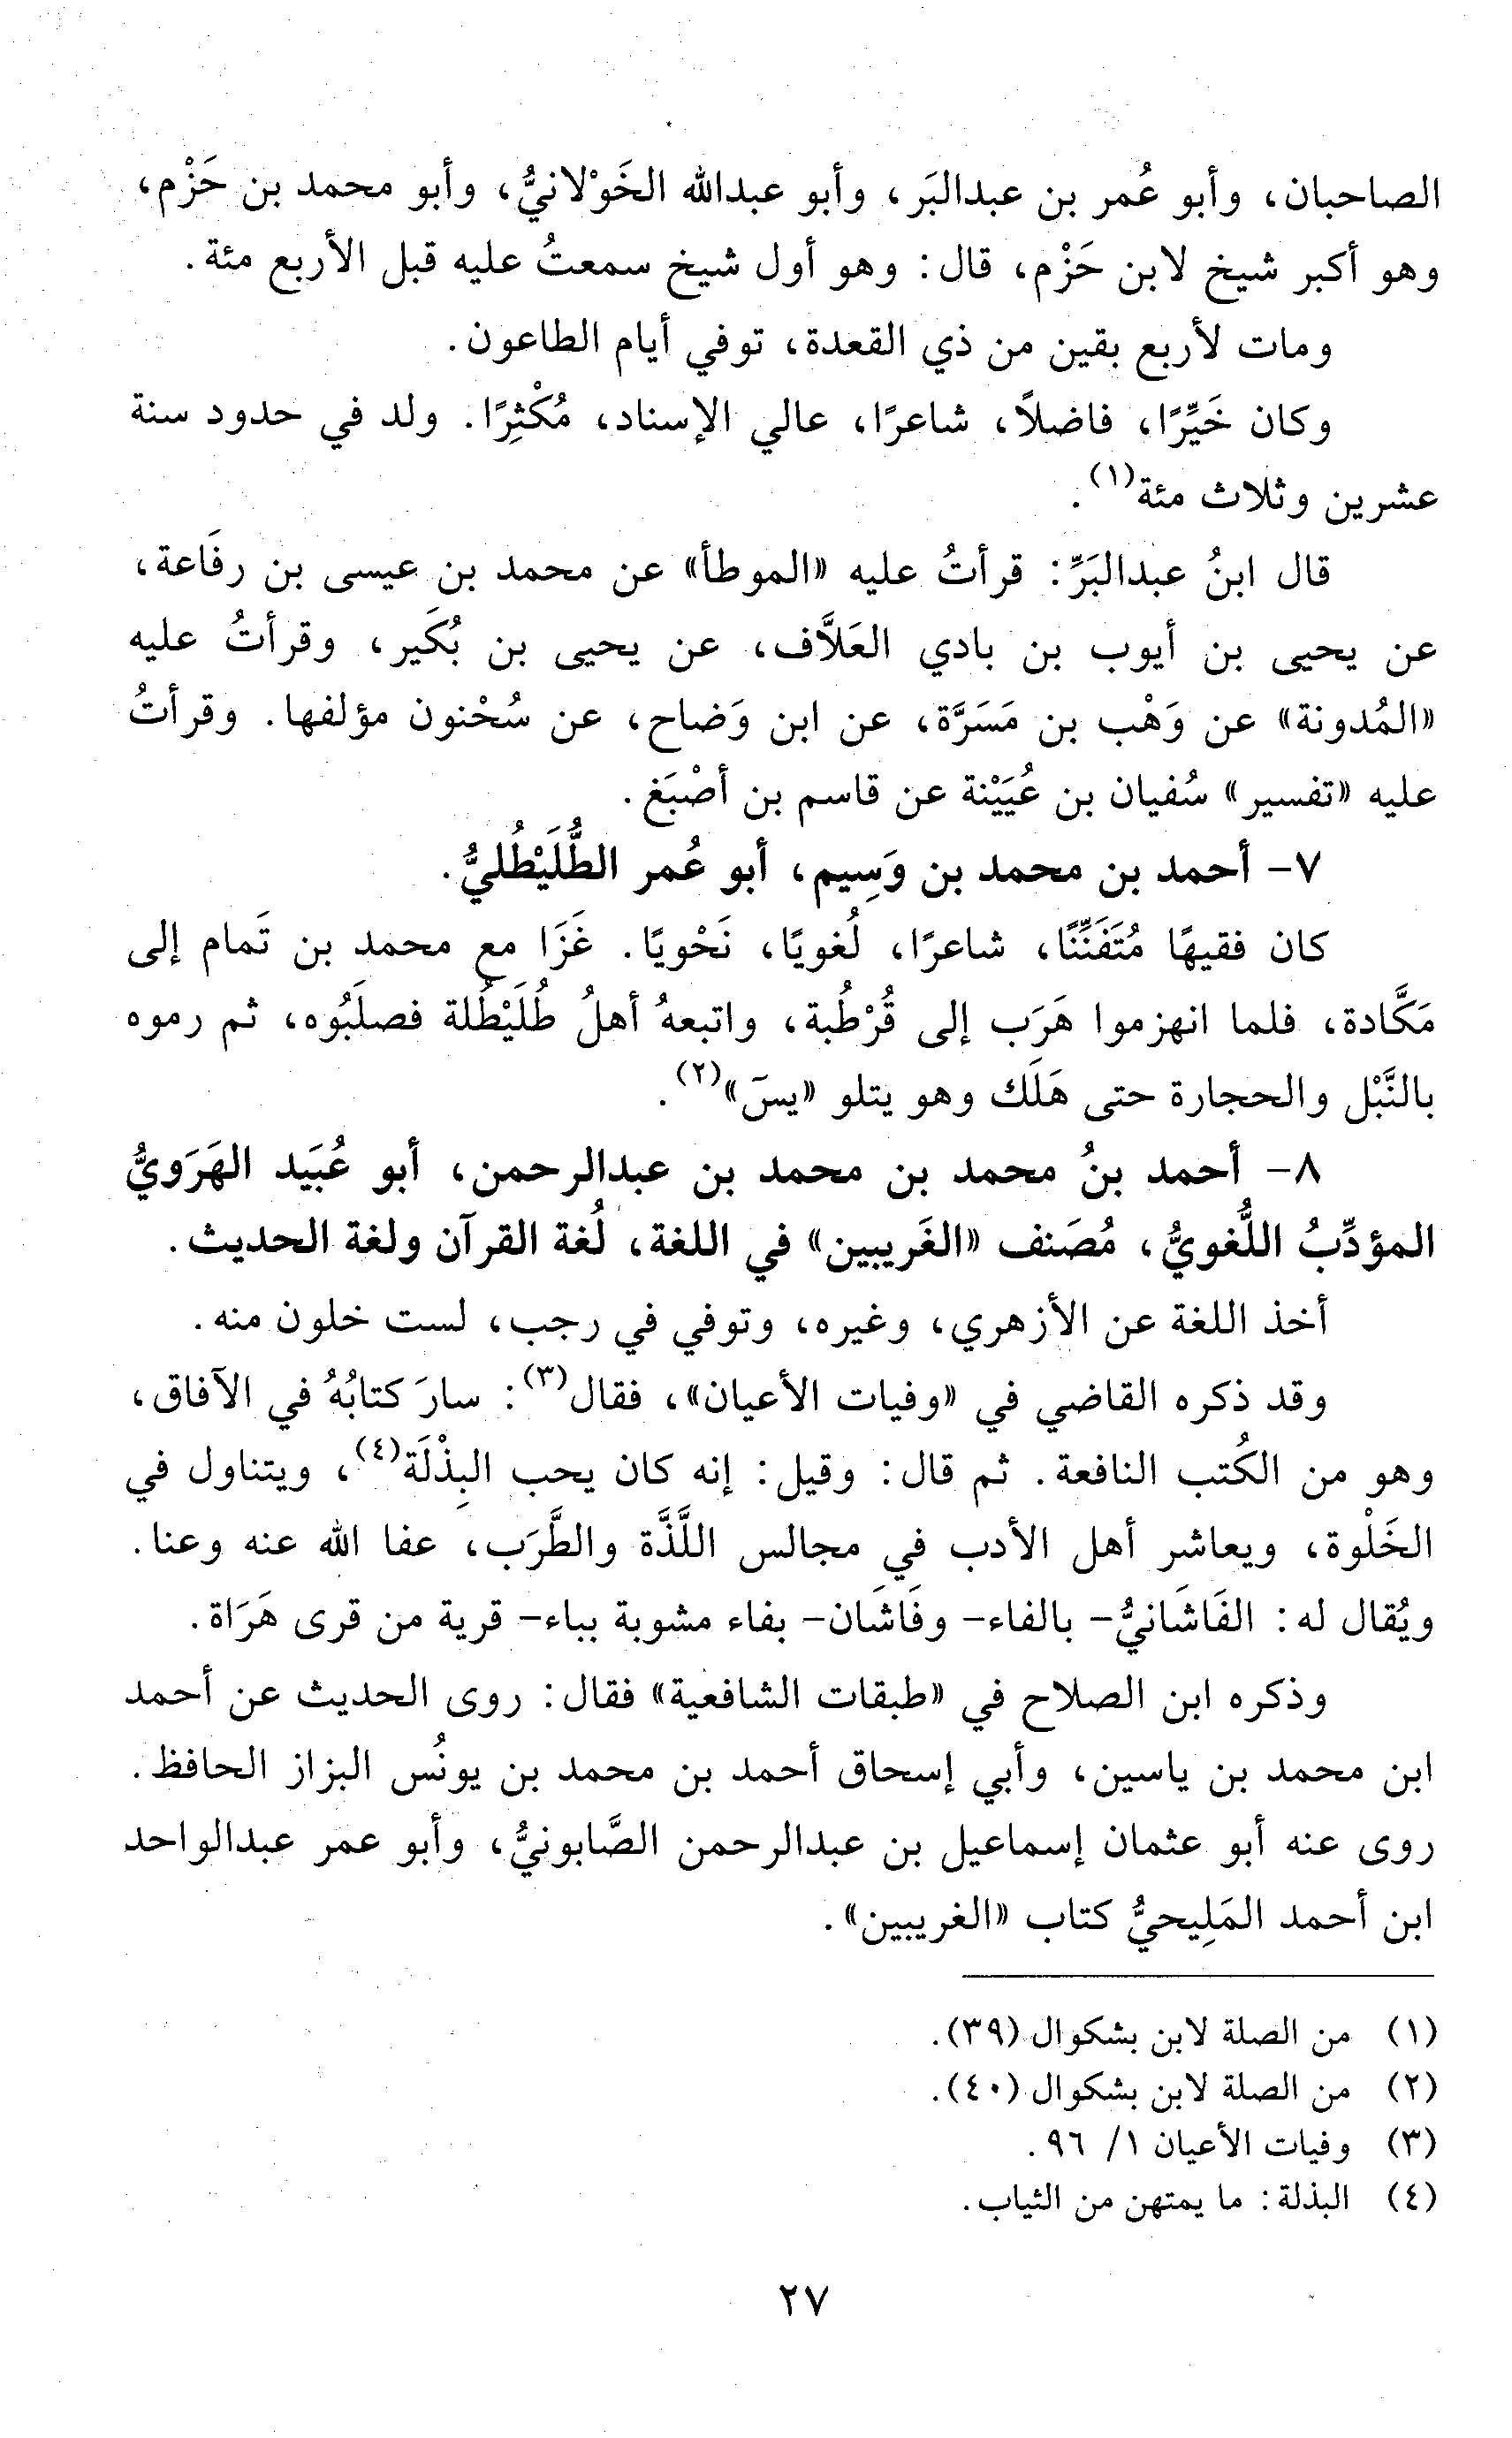 الصاحبان، وأبو عُمر بن عبدالبَر، وأبو عبدالله الخَوْلانيُّ، وأبو محمد بن حَزْم،
وهو أكبر شيخ لابن حَزْم، قال: وهو أول شيخ سمعتُ عليه قبل الأربع مئة.
ومات لأربع بقين من ذي القعدة، توفي أيام الطاعون.
وكان خَيِّرًا، فاضلاً، شاعرًا، عالي الإسناد، مُكْثِرًا. ولد في حدود سنة
عشرين وثلاث مئة(١).
قال ابنُ عبدالبَرِّ: قرأتُ عليه «الموطأ» عن محمد بن عيسى بن رفَاعة،
عن يحيى بن أيوب بن بادي العَلاَّف، عن يحيى بن بُكَير، وقرأتُ عليه
«المُدونة» عن وَهْب بن مَسَرَّة، عن ابن وَضاح، عن سُحْنون مؤلفها. وقرأتُ
عليه «تفسير» سُفيان بن عُيَيْنة عن قاسم بن أصْبَغ.
٧- أحمد بن محمد بن وَسِيم، أبو عُمر الطُّلَيْطُليُّ.
كان فقيهًا مُتَفَنِّنًا، شاعرًا، لُغويًا، نَحْويًا. غَزَا مع محمد بن تَمام إلى
مَكَّادة، فلما انهزموا هَرَب إلى قُرْطُبة، واتبعهُ أهلُ طُلَيْطُلة فصلَبُوه، ثم رموه
بالنَّبْل والحجارة حتى هَلَك وهو يتلو «يسَ»(٢).
٨- أحمد بنُ محمد بن محمد بن عبدالرحمن، أبو عُبَيد الهَرَويُّ
المؤدِّبُ اللُّغويُّ، مُصَنف «الغَريبين» في اللغة، لُغة القرآن ولغة الحديث.
أخذ اللغة عن الأزهري، وغيره، وتوفي في رجب، لست خلون منه.
وقد ذكره القاضي في «وفيات الأعيان»، فقال(٣): سارَ كتابُهُ في الآفاق،
وهو من الكُتب النافعة. ثم قال: وقيل: إنه كان يحب البِذْلَة(٤)، ويتناول في
الخَلْوة، ويعاشر أهل الأدب في مجالس اللَّذَّة والطَّرَب، عفا الله عنه وعنا.
ويُقال له: الفَاشَانيُّ- بالفاء- وفَاشَان- بفاء مشوبة بباء- قرية من قرى هَرَاة.
وذكره ابن الصلاح في «طبقات الشافعية» فقال: روى الحديث عن أحمد
ابن محمد بن ياسين، وأبي إسحاق أحمد بن محمد بن يونُس البزاز الحافظ.
روى عنه أبو عثمان إسماعيل بن عبدالرحمن الصَّابونيُّ، وأبو عمر عبدالواحد
ابن أحمد المَلِيحيُّ كتاب «الغريبين».
(١) من الصلة لابن بشكوال (٣٩).
(٢) من الصلة لابن بشكوال (٤٠).
(٣) وفيات الأعيان ١/ ٩٦.
(٤) البذلة: ما يمتهن من الثياب.
٢٧